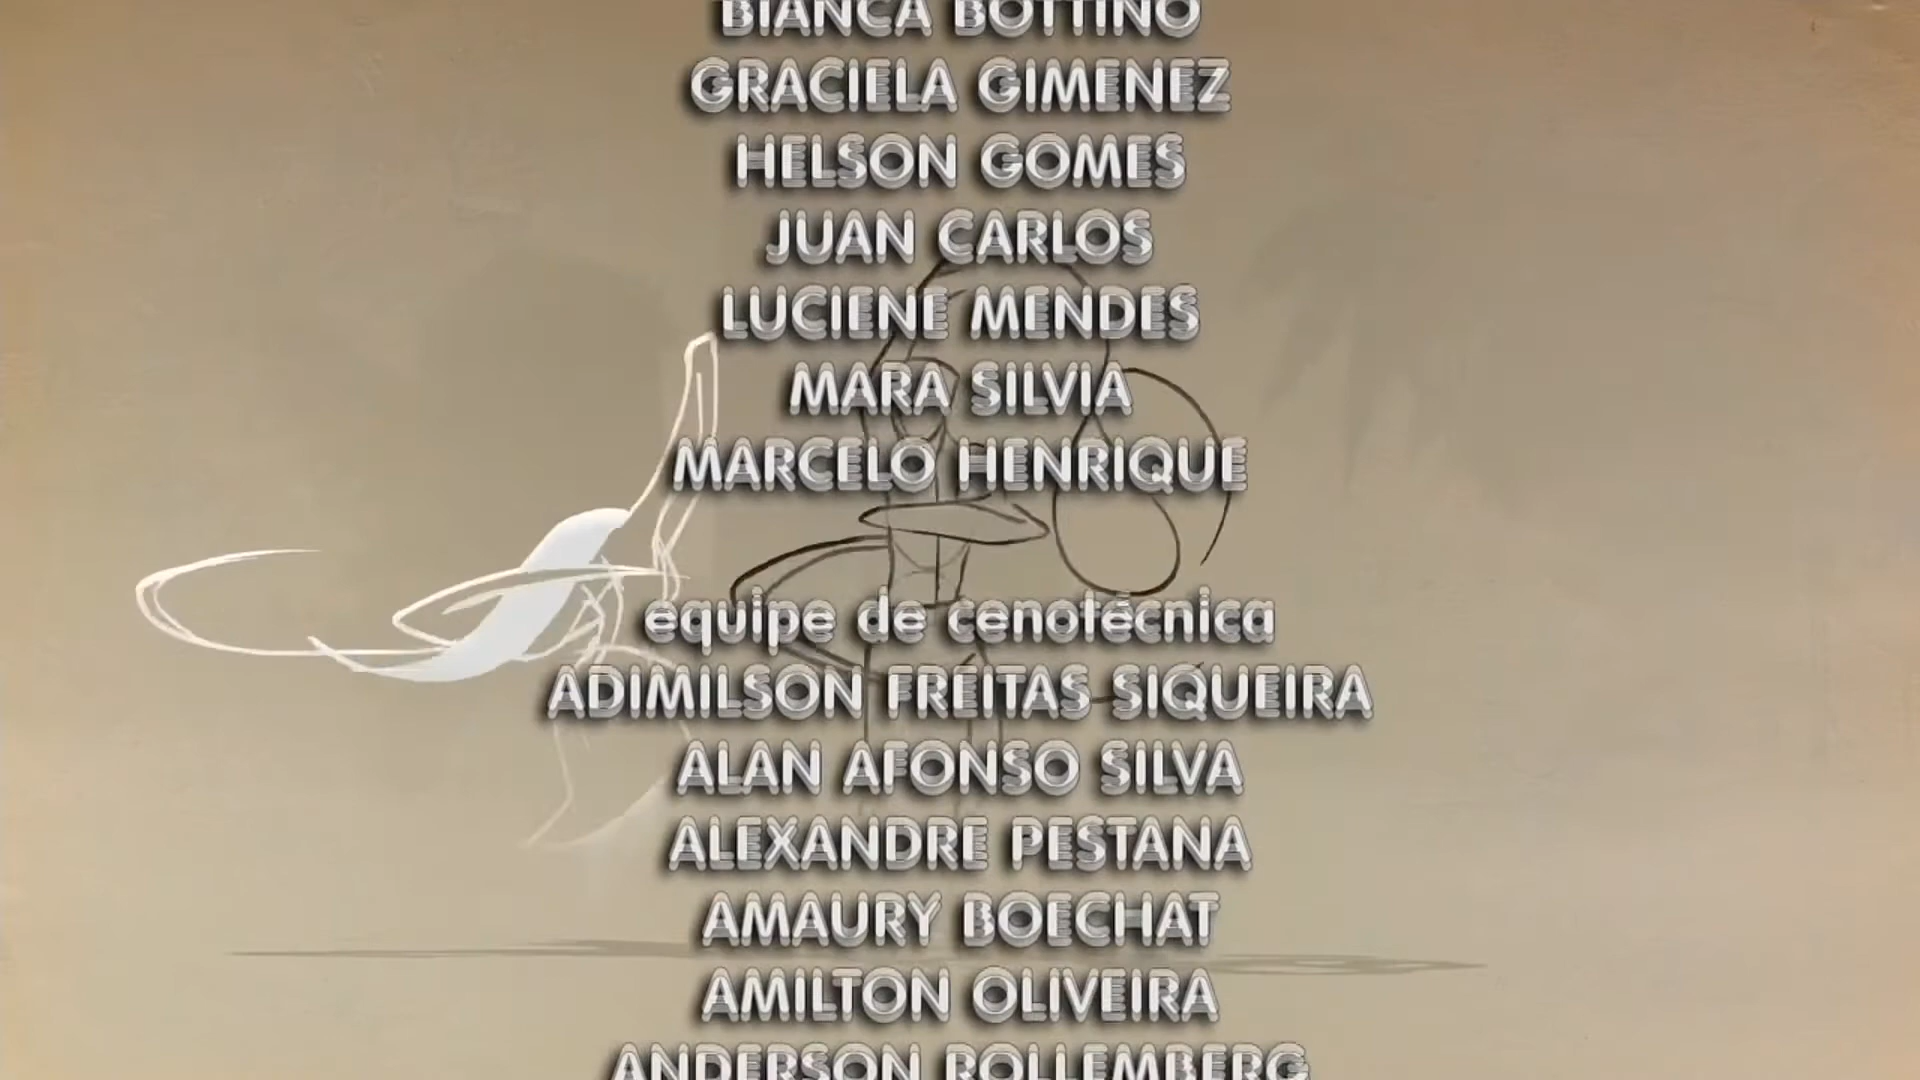 BIANCA BOTTINO
GRACIELA GIMENEZ
HELSON GOMES
JUAN CARLOS
LUCIENE MENDES
MARA SILVIA
MARCELO HENRIQUE
equipe de cenotécnica
ADIMILSON FREITAS SIQUEIRA
ALAN AFONSO SILVA
ALEXANDRE PESTANA
AMAURY BOECHAT
AMILTON OLIVEIRA
ANDERSON ROLLEMBERG